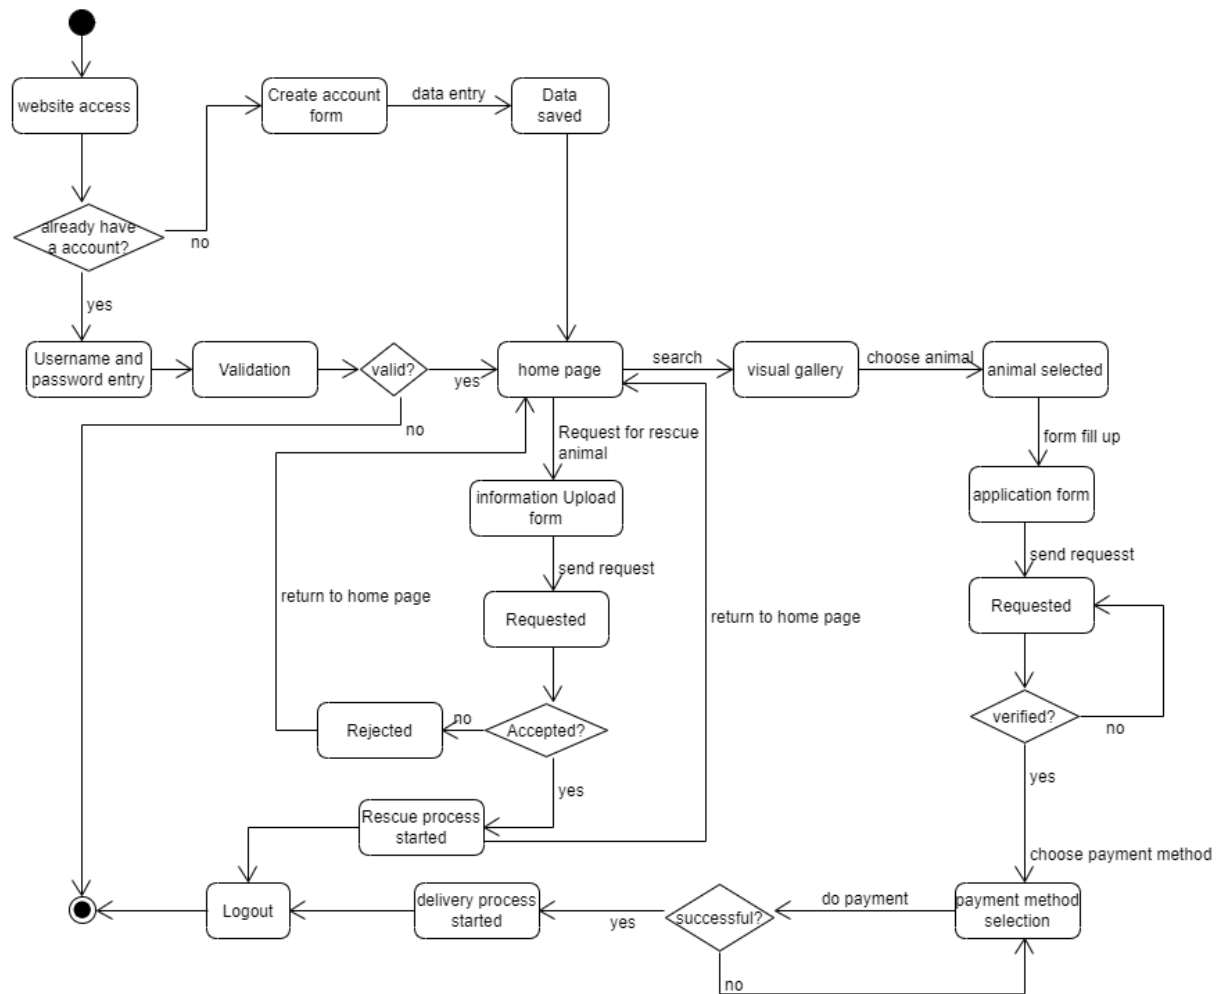 website access
Create account
form
data entry
Data
saved
already have
a account?
no
yes
Username and
password entry
Validation
valid?
yes
no
home page
search
visual gallery
choose animal
animal selected
Request for rescue
animal
form fill up
information Upload
form
application form
send request
send requesst
return to home page
Requested
return to home page
Requested
Rejected
no
Accepted?
verified?
no
yes
yes
Rescue process
started
choose payment method
Logout
delivery process
started
yes
successful?
do payment
payment method
selection
no